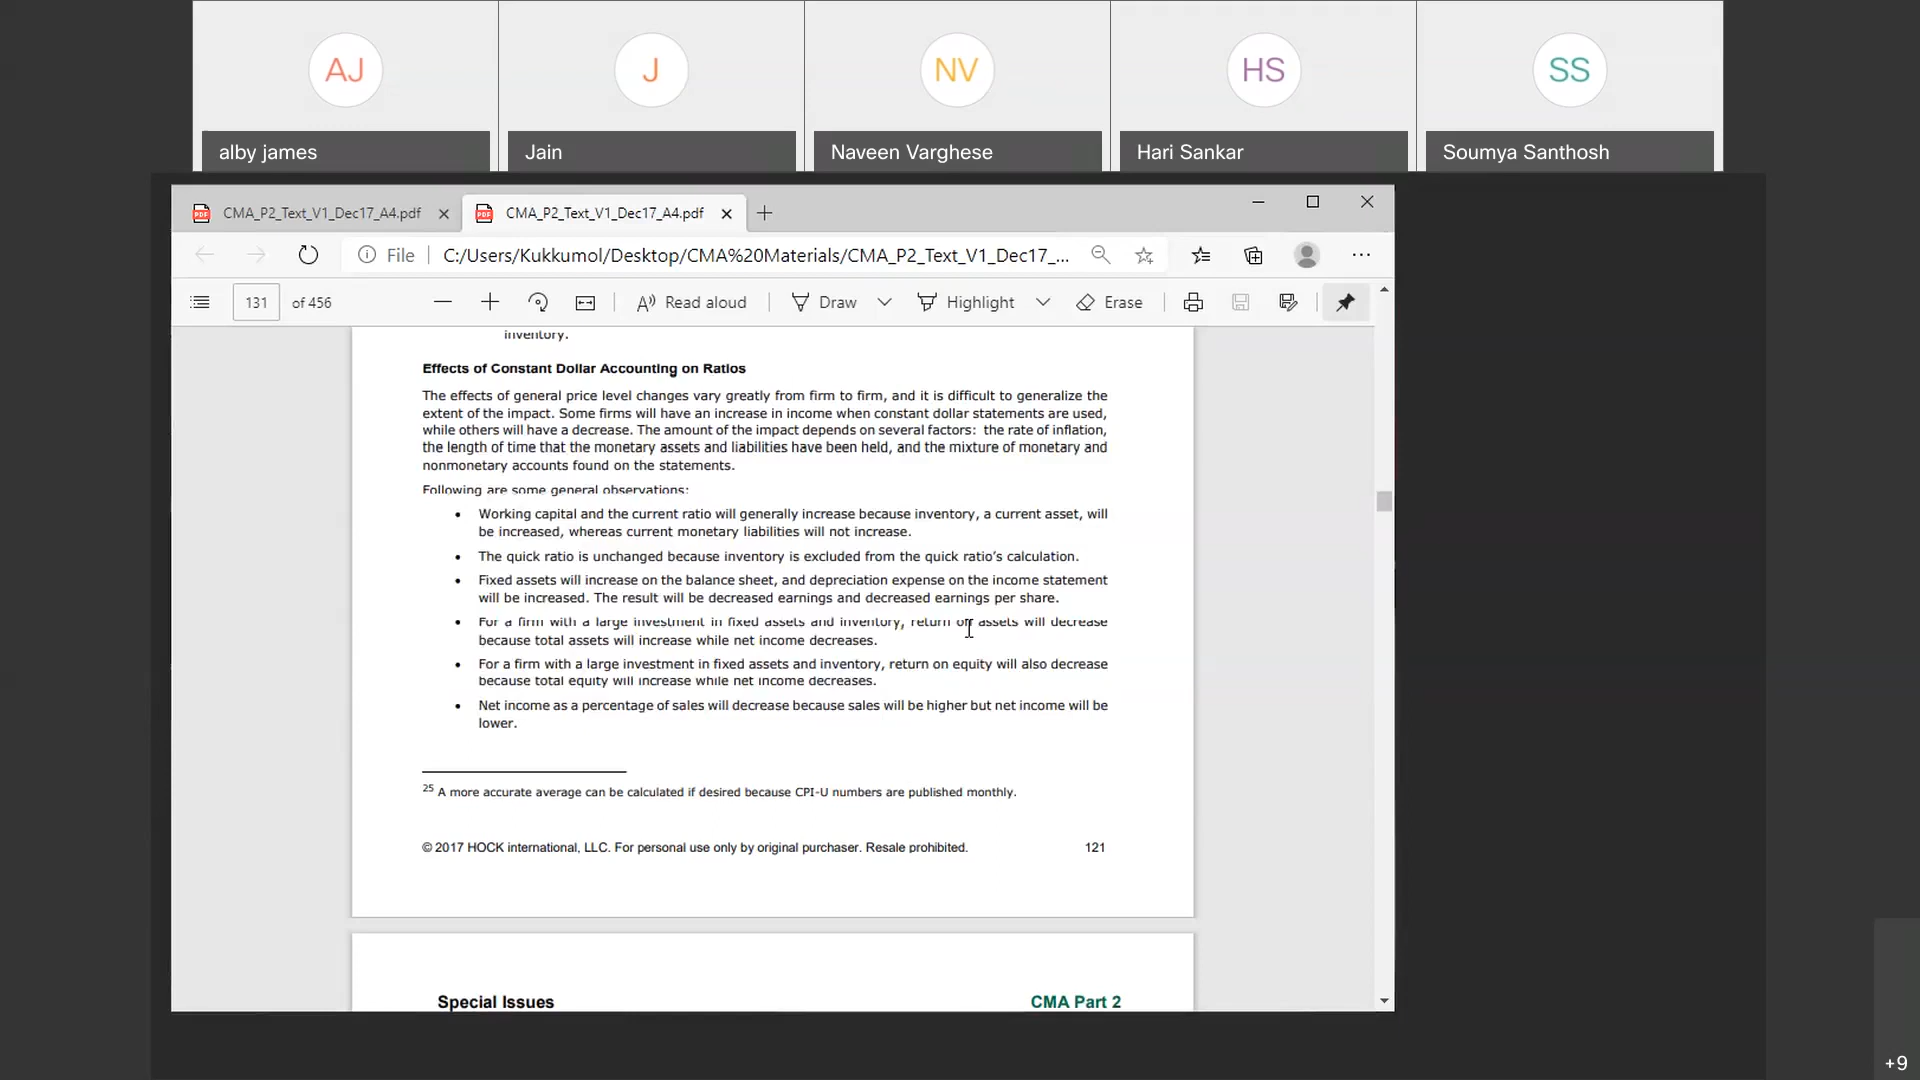 AJ
J
NV
HS
SS
alby james
Jain
Naveen Varghese
Hari Sankar
Soumya Santhosh
CMA_P2_Text_V1_Dec17_A4.pdf
CMA_P2_Text_V1_Dec17_A4.pdf
File
C:/Users/Kukkumol/Desktop/CMA%20Materials/CMA_P2_Text_V1_Dec17_...
131 of 456
Read aloud
Draw
Highlight
Erase
inventory.
Effects of Constant Dollar Accounting on Ratios
The effects of general price level changes vary greatly from firm to firm, and it is difficult to generalize the
extent of the impact. Some firms will have an increase in income when constant dollar statements are used,
while others will have a decrease. The amount of the impact depends on several factors: the rate of inflation,
the length of time that the monetary assets and liabilities have been held, and the mixture of monetary and
nonmonetary accounts found on the statements.
Following are some general observations:
• Working capital and the current ratio will generally increase because inventory, a current asset, will
be increased, whereas current monetary liabilities will not increase.
• The quick ratio is unchanged because inventory is excluded from the quick ratio's calculation.
• Fixed assets will increase on the balance sheet, and depreciation expense on the income statement
will be increased. The result will be decreased earnings and decreased earnings per share.
• For a firm with a large investment in fixed assets and inventory, return on assets will decrease
because total assets will increase while net income decreases.
• For a firm with a large investment in fixed assets and inventory, return on equity will also decrease
because total equity will increase while net income decreases.
• Net income as a percentage of sales will decrease because sales will be higher but net income will be
lower.
25 A more accurate average can be calculated if desired because CPI-U numbers are published monthly.
© 2017 HOCK international, LLC. For personal use only by original purchaser. Resale prohibited.
121
Special Issues
CMA Part 2
+9